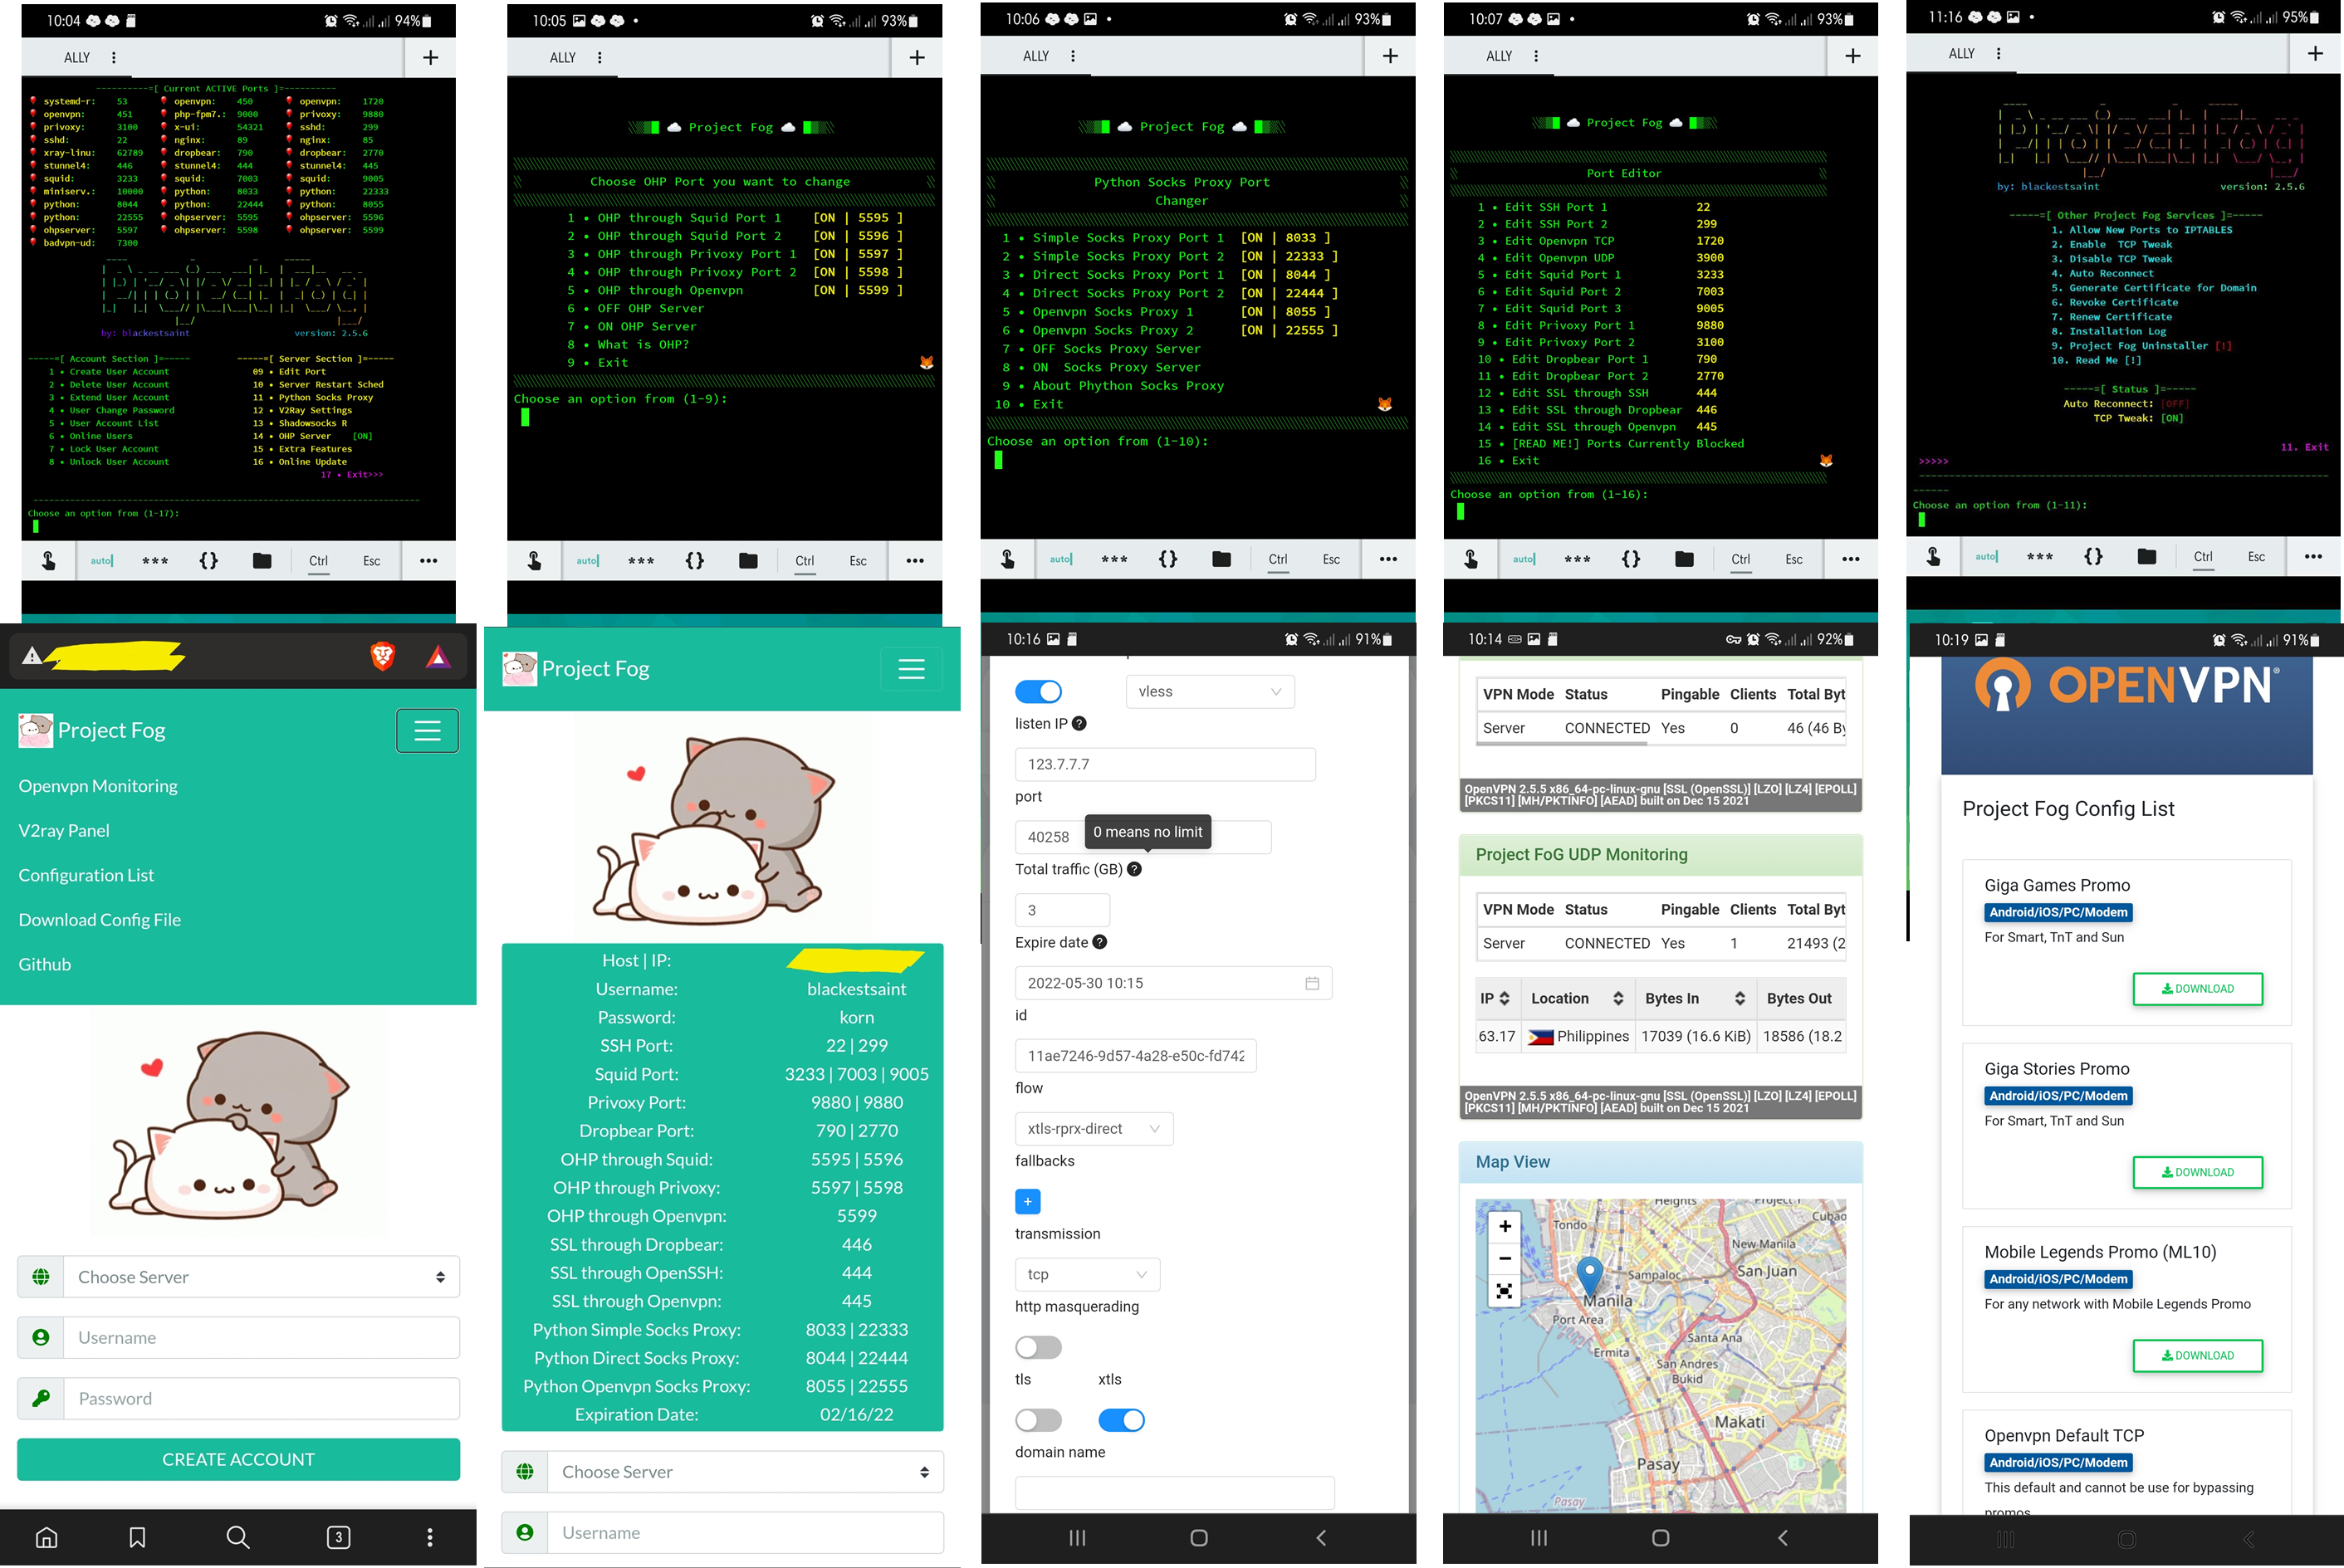 10:04 94%
ALLY
----------=[ Current ACTIVE Ports ]=----------
systemd-r: 53 openvpn: 450 openvpn: 1720
openvpn: 451 php-fpm7.: 9000 privoxy: 9880
privoxy: 3100 x-ui: 54321 sshd: 299
sshd: 22 nginx: 89 nginx: 85
xray-linu: 62789 dropbear: 790 dropbear: 2770
stunnel4: 446 stunnel4: 444 stunnel4: 445
squid: 3233 squid: 7003 squid: 9005
miniserv.: 10000 python: 8033 python: 22333
python: 8044 python: 22444 python: 8055
python: 22555 ohpserver: 5595 ohpserver: 5596
ohpserver: 5597 ohpserver: 5598 ohpserver: 5599
badvpn-ud: 7300
by: blackestsaint version: 2.5.6
-----=[ Account Section ]=----- -----=[ Server Section ]=-----
1 • Create User Account 09 • Edit Port
2 • Delete User Account 10 • Server Restart Sched
3 • Extend User Account 11 • Python Socks Proxy
4 • User Change Password 12 • V2Ray Settings
5 • User Account List 13 • Shadowsocks R
6 • Online Users 14 • OHP Server [ON]
7 • Lock User Account 15 • Extra Features
8 • Unlock User Account 16 • Online Update
17 • Exit>>>
Choose an option from (1-17):
auto *** {} Ctrl Esc
10:05 93%
ALLY
Project Fog
Choose OHP Port you want to change
1 • OHP through Squid Port 1 [ON | 5595 ]
2 • OHP through Squid Port 2 [ON | 5596 ]
3 • OHP through Privoxy Port 1 [ON | 5597 ]
4 • OHP through Privoxy Port 2 [ON | 5598 ]
5 • OHP through Openvpn [ON | 5599 ]
6 • OFF OHP Server
7 • ON OHP Server
8 • What is OHP?
9 • Exit
Choose an option from (1-9):
auto *** {} Ctrl Esc
10:06 93%
ALLY
Project Fog
Python Socks Proxy Port
Changer
1 • Simple Socks Proxy Port 1 [ON | 8033 ]
2 • Simple Socks Proxy Port 2 [ON | 22333 ]
3 • Direct Socks Proxy Port 1 [ON | 8044 ]
4 • Direct Socks Proxy Port 2 [ON | 22444 ]
5 • Openvpn Socks Proxy 1 [ON | 8055 ]
6 • Openvpn Socks Proxy 2 [ON | 22555 ]
7 • OFF Socks Proxy Server
8 • ON Socks Proxy Server
9 • About Phython Socks Proxy
10 • Exit
Choose an option from (1-10):
auto *** {} Ctrl Esc
10:07 93%
ALLY
Project Fog
Port Editor
1 • Edit SSH Port 1 22
2 • Edit SSH Port 2 299
3 • Edit Openvpn TCP 1720
4 • Edit Openvpn UDP 3900
5 • Edit Squid Port 1 3233
6 • Edit Squid Port 2 7003
7 • Edit Squid Port 3 9005
8 • Edit Privoxy Port 1 9880
9 • Edit Privoxy Port 2 3100
10 • Edit Dropbear Port 1 790
11 • Edit Dropbear Port 2 2770
12 • Edit SSL through SSH 444
13 • Edit SSL through Dropbear 446
14 • Edit SSL through Openvpn 445
15 • [READ ME!] Ports Currently Blocked
16 • Exit
Choose an option from (1-16):
auto *** {} Ctrl Esc
11:16 95%
ALLY
by: blackestsaint version: 2.5.6
-----=[ Other Project Fog Services ]=-----
1. Allow New Ports to IPTABLES
2. Enable TCP Tweak
3. Disable TCP Tweak
4. Auto Reconnect
5. Generate Certificate for Domain
6. Revoke Certificate
7. Renew Certificate
8. Installation Log
9. Project Fog Uninstaller [!]
10. Read Me [!]
-----=[ Status ]=-----
Auto Reconnect: [OFF]
TCP Tweak: [ON]
11. Exit
>>>>>
Choose an option from (1-11):
auto *** {} Ctrl Esc
Project Fog
Openvpn Monitoring
V2ray Panel
Configuration List
Download Config File
Github
Choose Server
Username
Password
CREATE ACCOUNT
3
Project Fog
Host | IP:
Username: blackestsaint
Password: korn
SSH Port: 22 | 299
Squid Port: 3233 | 7003 | 9005
Privoxy Port: 9880 | 9880
Dropbear Port: 790 | 2770
OHP through Squid: 5595 | 5596
OHP through Privoxy: 5597 | 5598
OHP through Openvpn: 5599
SSL through Dropbear: 446
SSL through OpenSSH: 444
SSL through Openvpn: 445
Python Simple Socks Proxy: 8033 | 22333
Python Direct Socks Proxy: 8044 | 22444
Python Openvpn Socks Proxy: 8055 | 22555
Expiration Date: 02/16/22
Choose Server
Username
10:16 91%
vless
listen IP
123.7.7.7
port
40258
0 means no limit
Total traffic (GB)
3
Expire date
2022-05-30 10:15
id
11ae7246-9d57-4a28-e50c-fd742
flow
xtls-rprx-direct
fallbacks
+
transmission
tcp
http masquerading
tls xtls
domain name
10:14 92%
VPN Mode Status Pingable Clients Total Byt
Server CONNECTED Yes 0 46 (46 By
OpenVPN 2.5.5 x86_64-pc-linux-gnu [SSL (OpenSSL)] [LZO] [LZ4] [EPOLL]
[PKCS11] [MH/PKTINFO] [AEAD] built on Dec 15 2021
Project FoG UDP Monitoring
VPN Mode Status Pingable Clients Total Byt
Server CONNECTED Yes 1 21493 (2
IP Location Bytes In Bytes Out
63.17 Philippines 17039 (16.6 KiB) 18586 (18.2
OpenVPN 2.5.5 x86_64-pc-linux-gnu [SSL (OpenSSL)] [LZO] [LZ4] [EPOLL]
[PKCS11] [MH/PKTINFO] [AEAD] built on Dec 15 2021
Map View
Heights Project 7
Tondo Cubao
New Manila
Sampaloc San Juan
Manila
Port Area
Santa Ana
Ermita
San Andres
Bukid
Makati
Pasay
Pasay
10:19 91%
OPENVPN
Project Fog Config List
Giga Games Promo
Android/iOS/PC/Modem
For Smart, TnT and Sun
DOWNLOAD
Giga Stories Promo
Android/iOS/PC/Modem
For Smart, TnT and Sun
DOWNLOAD
Mobile Legends Promo (ML10)
Android/iOS/PC/Modem
For any network with Mobile Legends Promo
DOWNLOAD
Openvpn Default TCP
Android/iOS/PC/Modem
This default and cannot be use for bypassing
promos